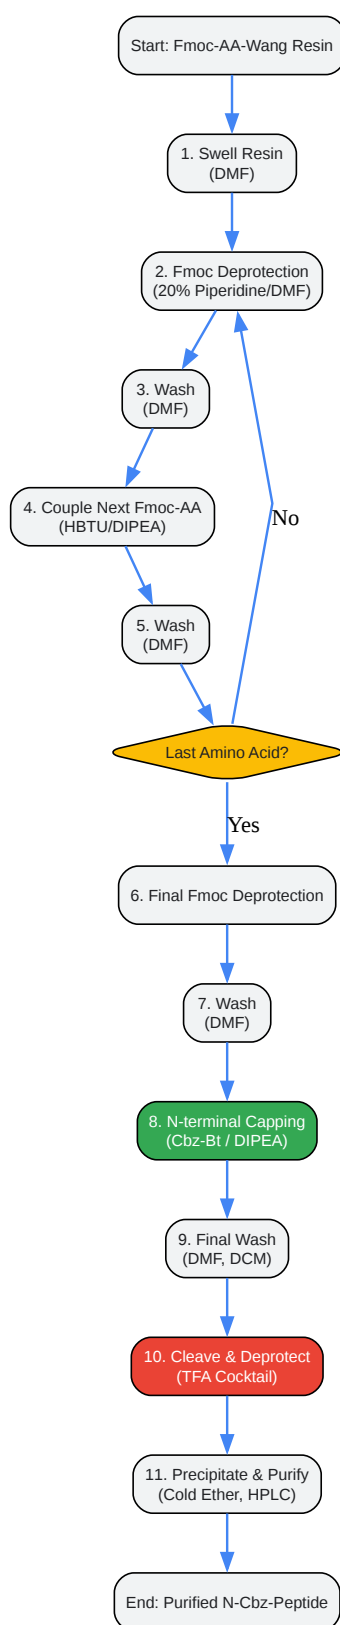 Start: Fmoc-AA-Wang Resin
1. Swell Resin
(DMF)
2. Fmoc Deprotection
(20% Piperidine/DMF)
3. Wash
(DMF)
4. Couple Next Fmoc-AA
(HBTU/DIPEA)
No
5. Wash
(DMF)
Last Amino Acid?
Yes
6. Final Fmoc Deprotection
7. Wash
(DMF)
8. N-terminal Capping
(Cbz-Bt / DIPEA)
9. Final Wash
(DMF, DCM)
10. Cleave & Deprotect
(TFA Cocktail)
11. Precipitate & Purify
(Cold Ether, HPLC)
End: Purified N-Cbz-Peptide